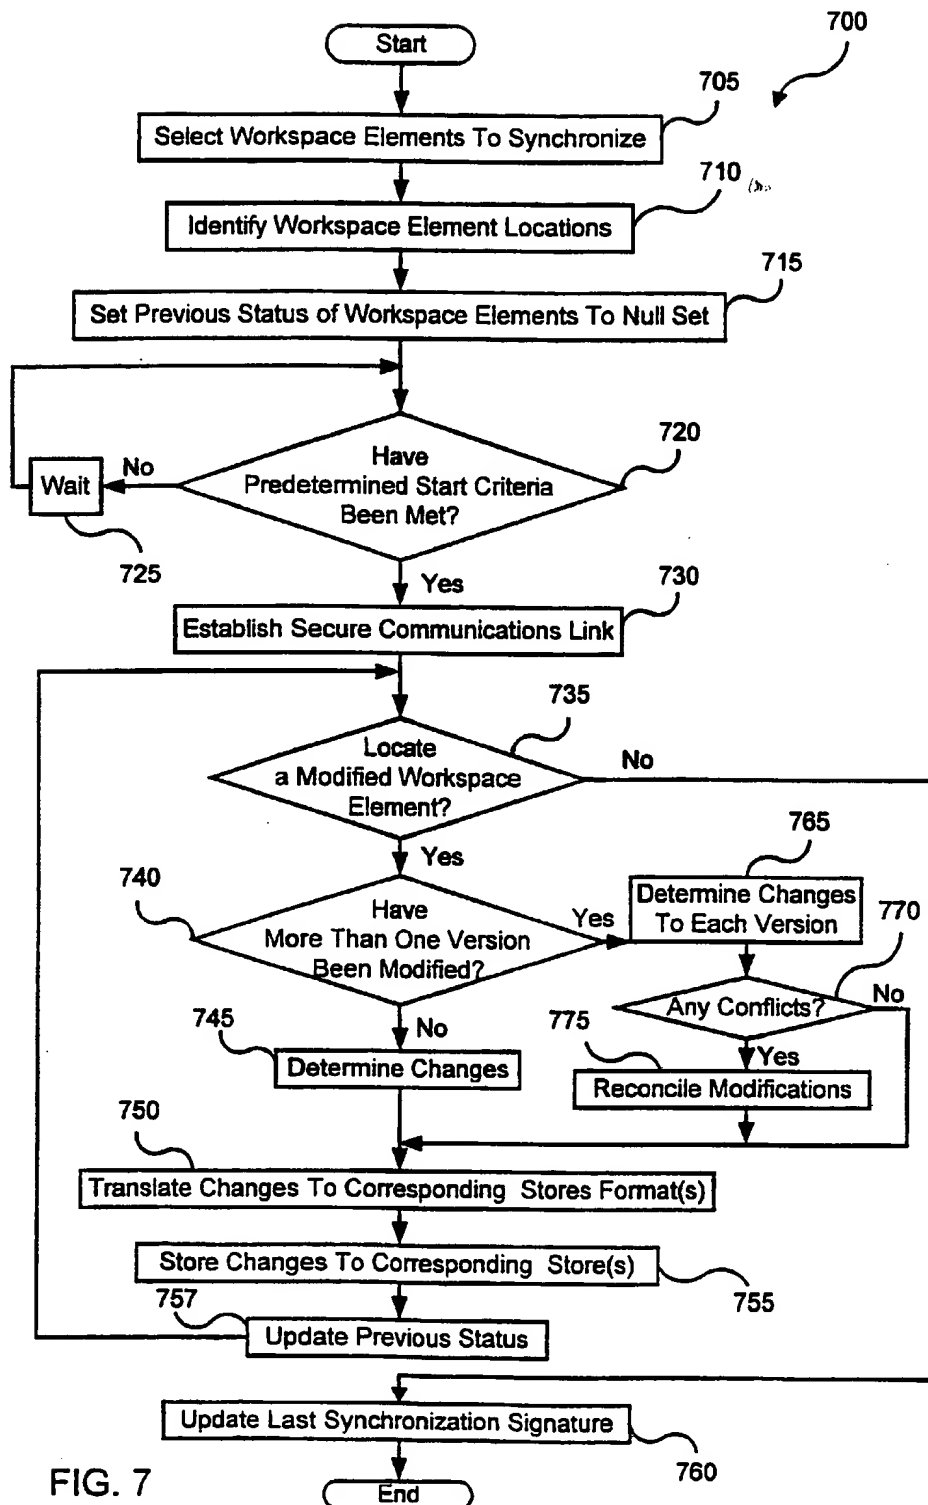 Start
700
705
Select Workspace Elements To Synchronize
710
Identify Workspace Element Locations
715
Set Previous Status of Workspace Elements To Null Set
720
Have
Predetermined Start Criteria
Been Met?
No
Wait
725
Yes
730
Establish Secure Communications Link
735
Locate
a Modified Workspace
Element?
No
Yes
765
740
Determine Changes
To Each Version
770
Have
More Than One Version
Been Modified?
Yes
Any Conflicts?
No
745
No
775
Yes
Determine Changes
Reconcile Modifications
750
Translate Changes To Corresponding Stores Format(s)
Store Changes To Corresponding Store(s)
757
755
Update Previous Status
Update Last Synchronization Signature
760
FIG. 7
End